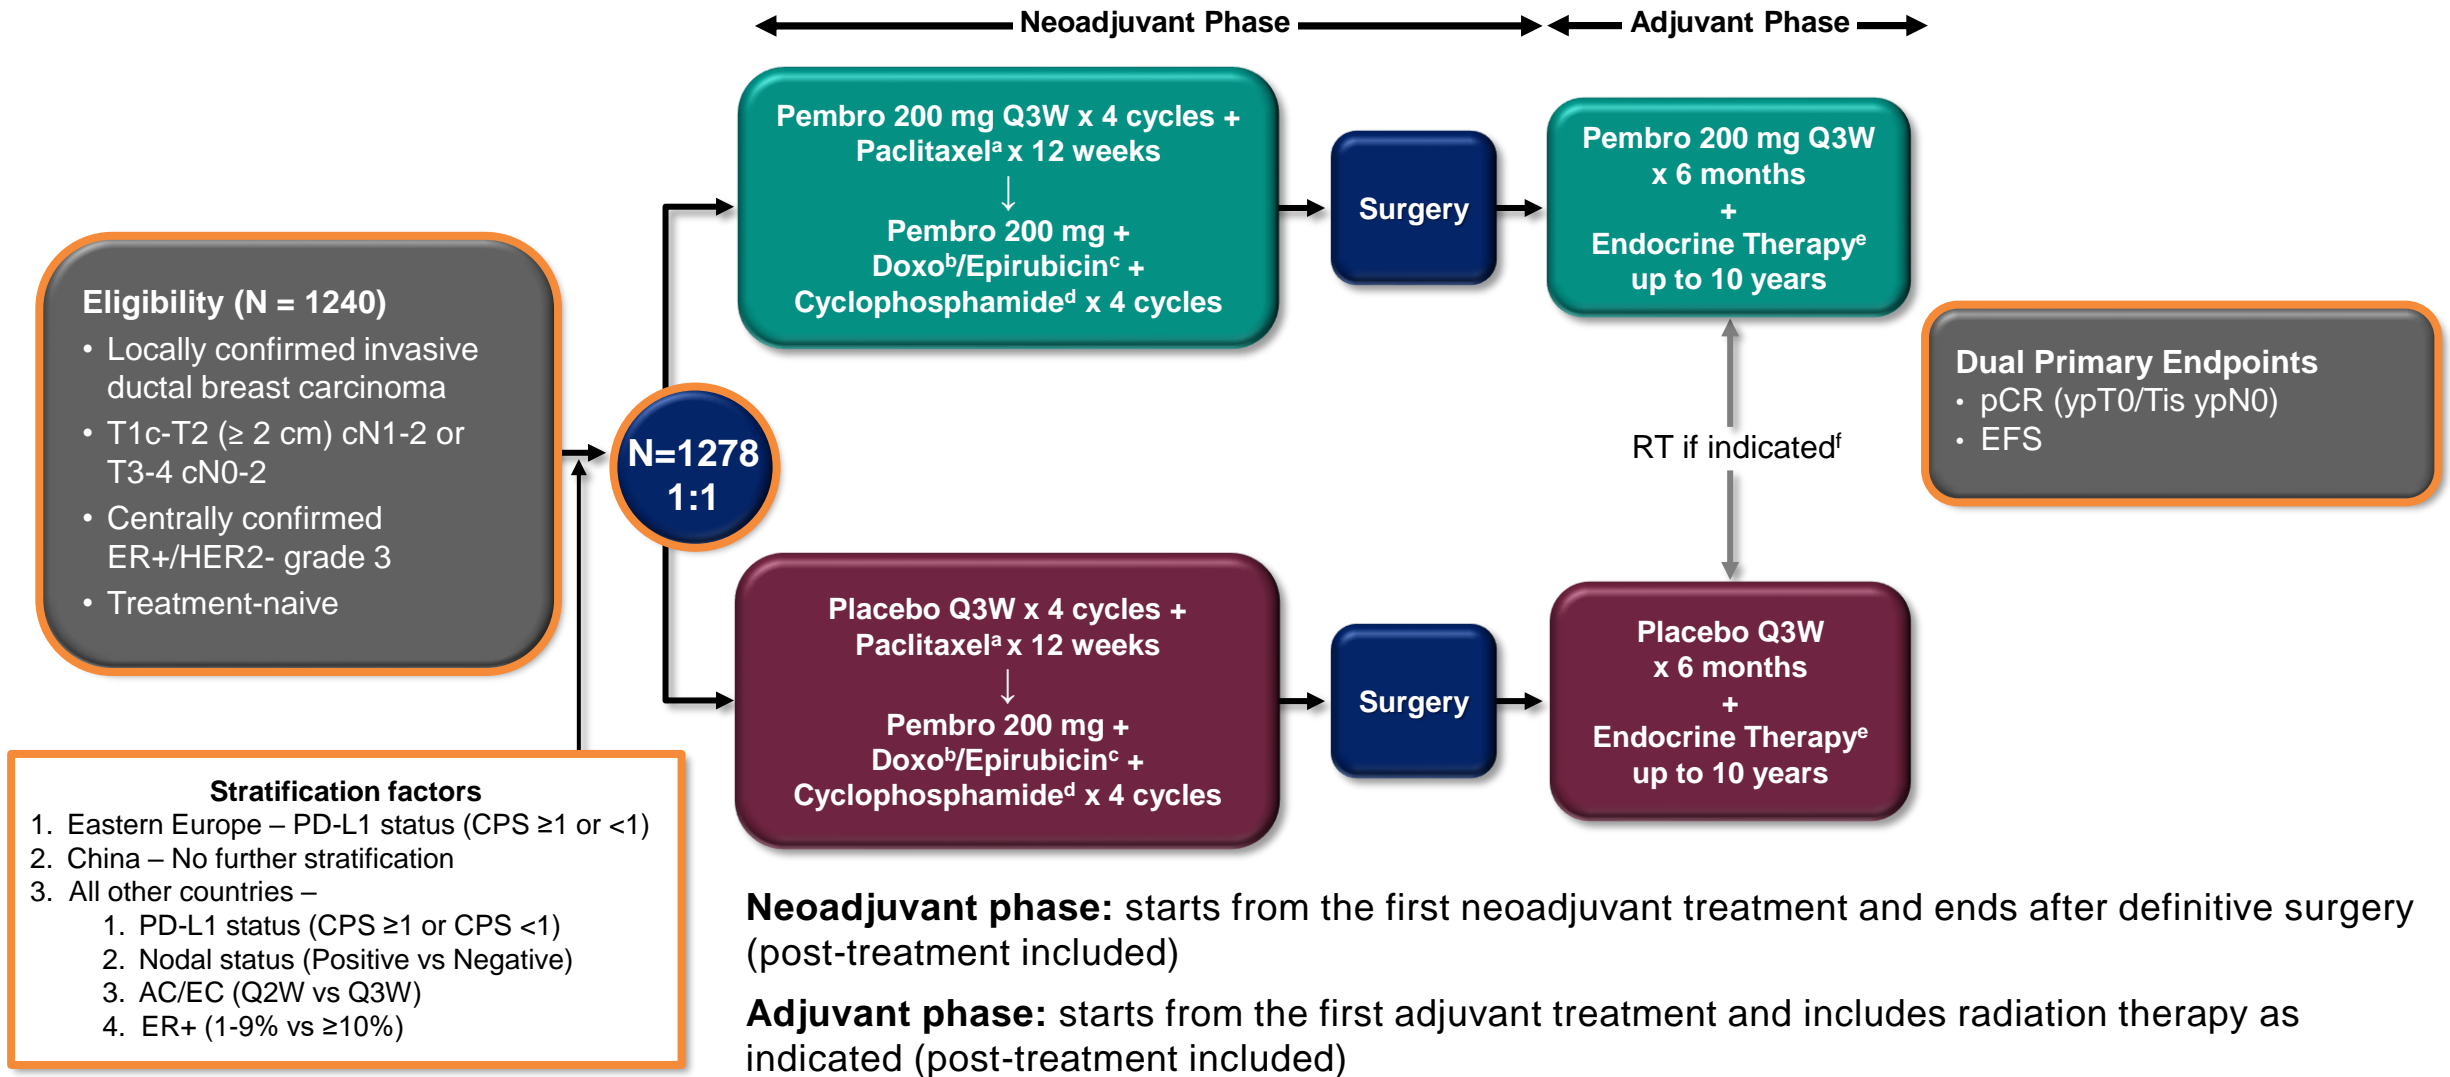 Neoadjuvant Phase
Adjuvant Phase
Pembro 200 mg Q3W x 4 cycles +
Paclitaxelᵃ x 12 weeks
↓
Pembro 200 mg +
Doxoᵇ/Epirubicinᶜ +
Cyclophosphamideᵈ x 4 cycles
Surgery
Pembro 200 mg Q3W
x 6 months
+
Endocrine Therapyᵉ
up to 10 years
Eligibility (N = 1240)
• Locally confirmed invasive
ductal breast carcinoma
• T1c-T2 (≥ 2 cm) cN1-2 or
T3-4 cN0-2
• Centrally confirmed
ER+/HER2- grade 3
• Treatment-naive
N=1278
1:1
RT if indicatedᶠ
Dual Primary Endpoints
• pCR (ypT0/Tis ypN0)
• EFS
Placebo Q3W x 4 cycles +
Paclitaxelᵃ x 12 weeks
↓
Pembro 200 mg +
Doxoᵇ/Epirubicinᶜ +
Cyclophosphamideᵈ x 4 cycles
Surgery
Placebo Q3W
x 6 months
+
Endocrine Therapyᵉ
up to 10 years
Stratification factors
1. Eastern Europe – PD-L1 status (CPS ≥1 or <1)
2. China – No further stratification
3. All other countries –
1. PD-L1 status (CPS ≥1 or CPS <1)
2. Nodal status (Positive vs Negative)
3. AC/EC (Q2W vs Q3W)
4. ER+ (1-9% vs ≥10%)
Neoadjuvant phase: starts from the first neoadjuvant treatment and ends after definitive surgery
(post-treatment included)
Adjuvant phase: starts from the first adjuvant treatment and includes radiation therapy as
indicated (post-treatment included)